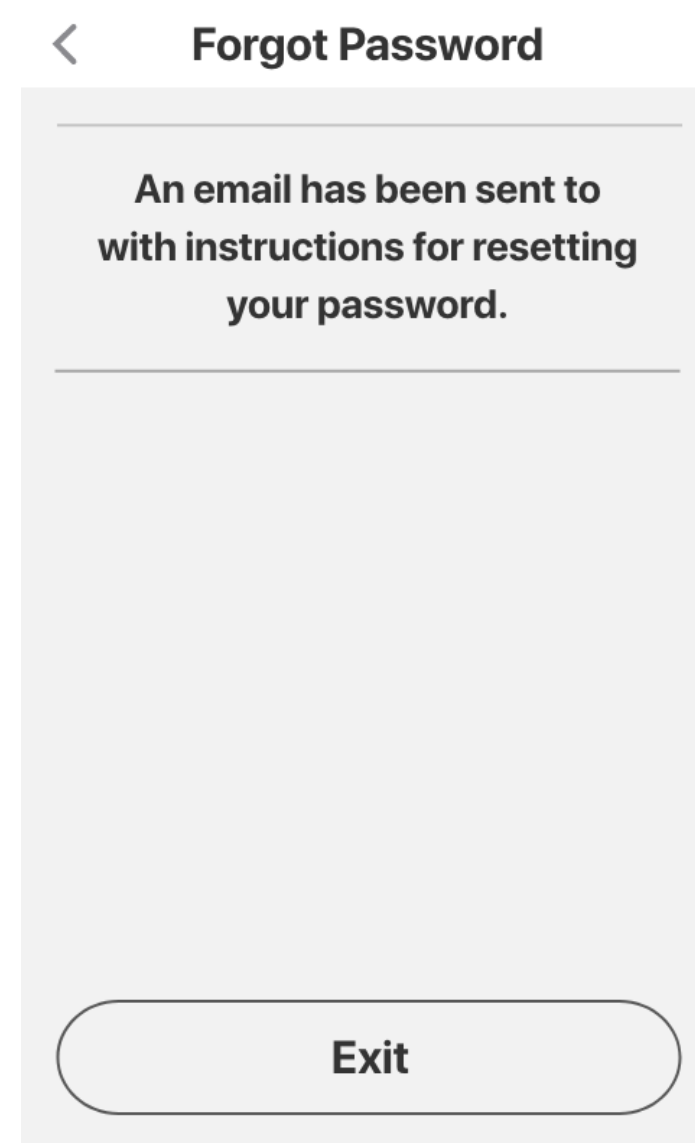 Forgot Password
An email has been sent to
with instructions for resetting
your password.
Exit